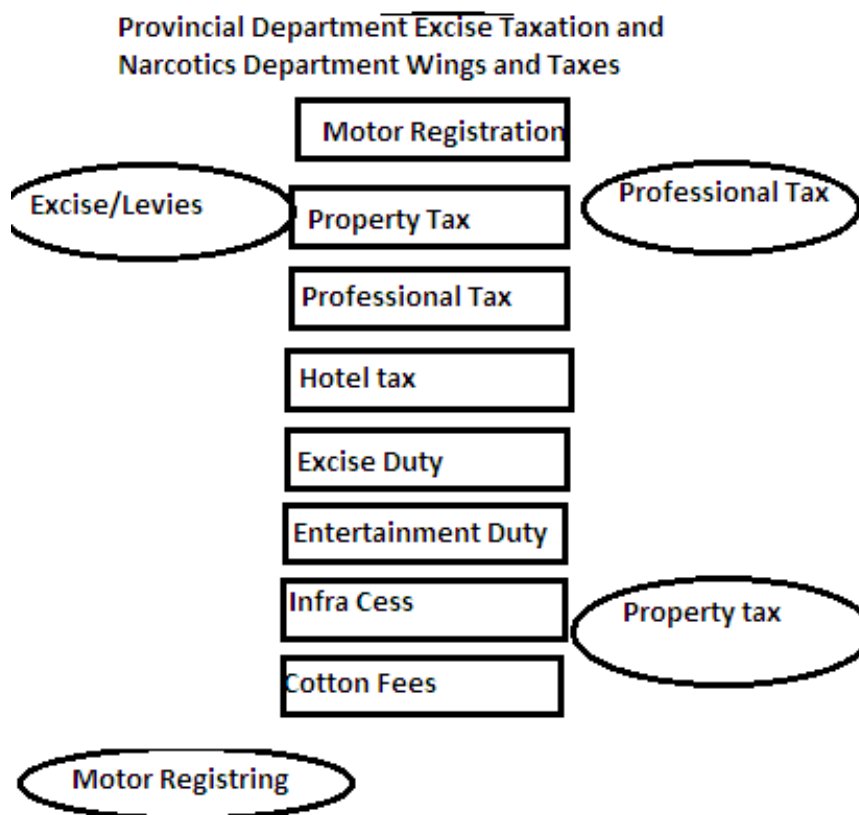 Provincial Department Excise Taxation and
Narcotics Department Wings and Taxes
Motor Registration
Excise/Levies
Professional Tax
Property Tax
Professional Tax
Hotel tax
Excise Duty
Entertainment Duty
Infra Cess
Property tax
Cotton Fees
Motor Registring